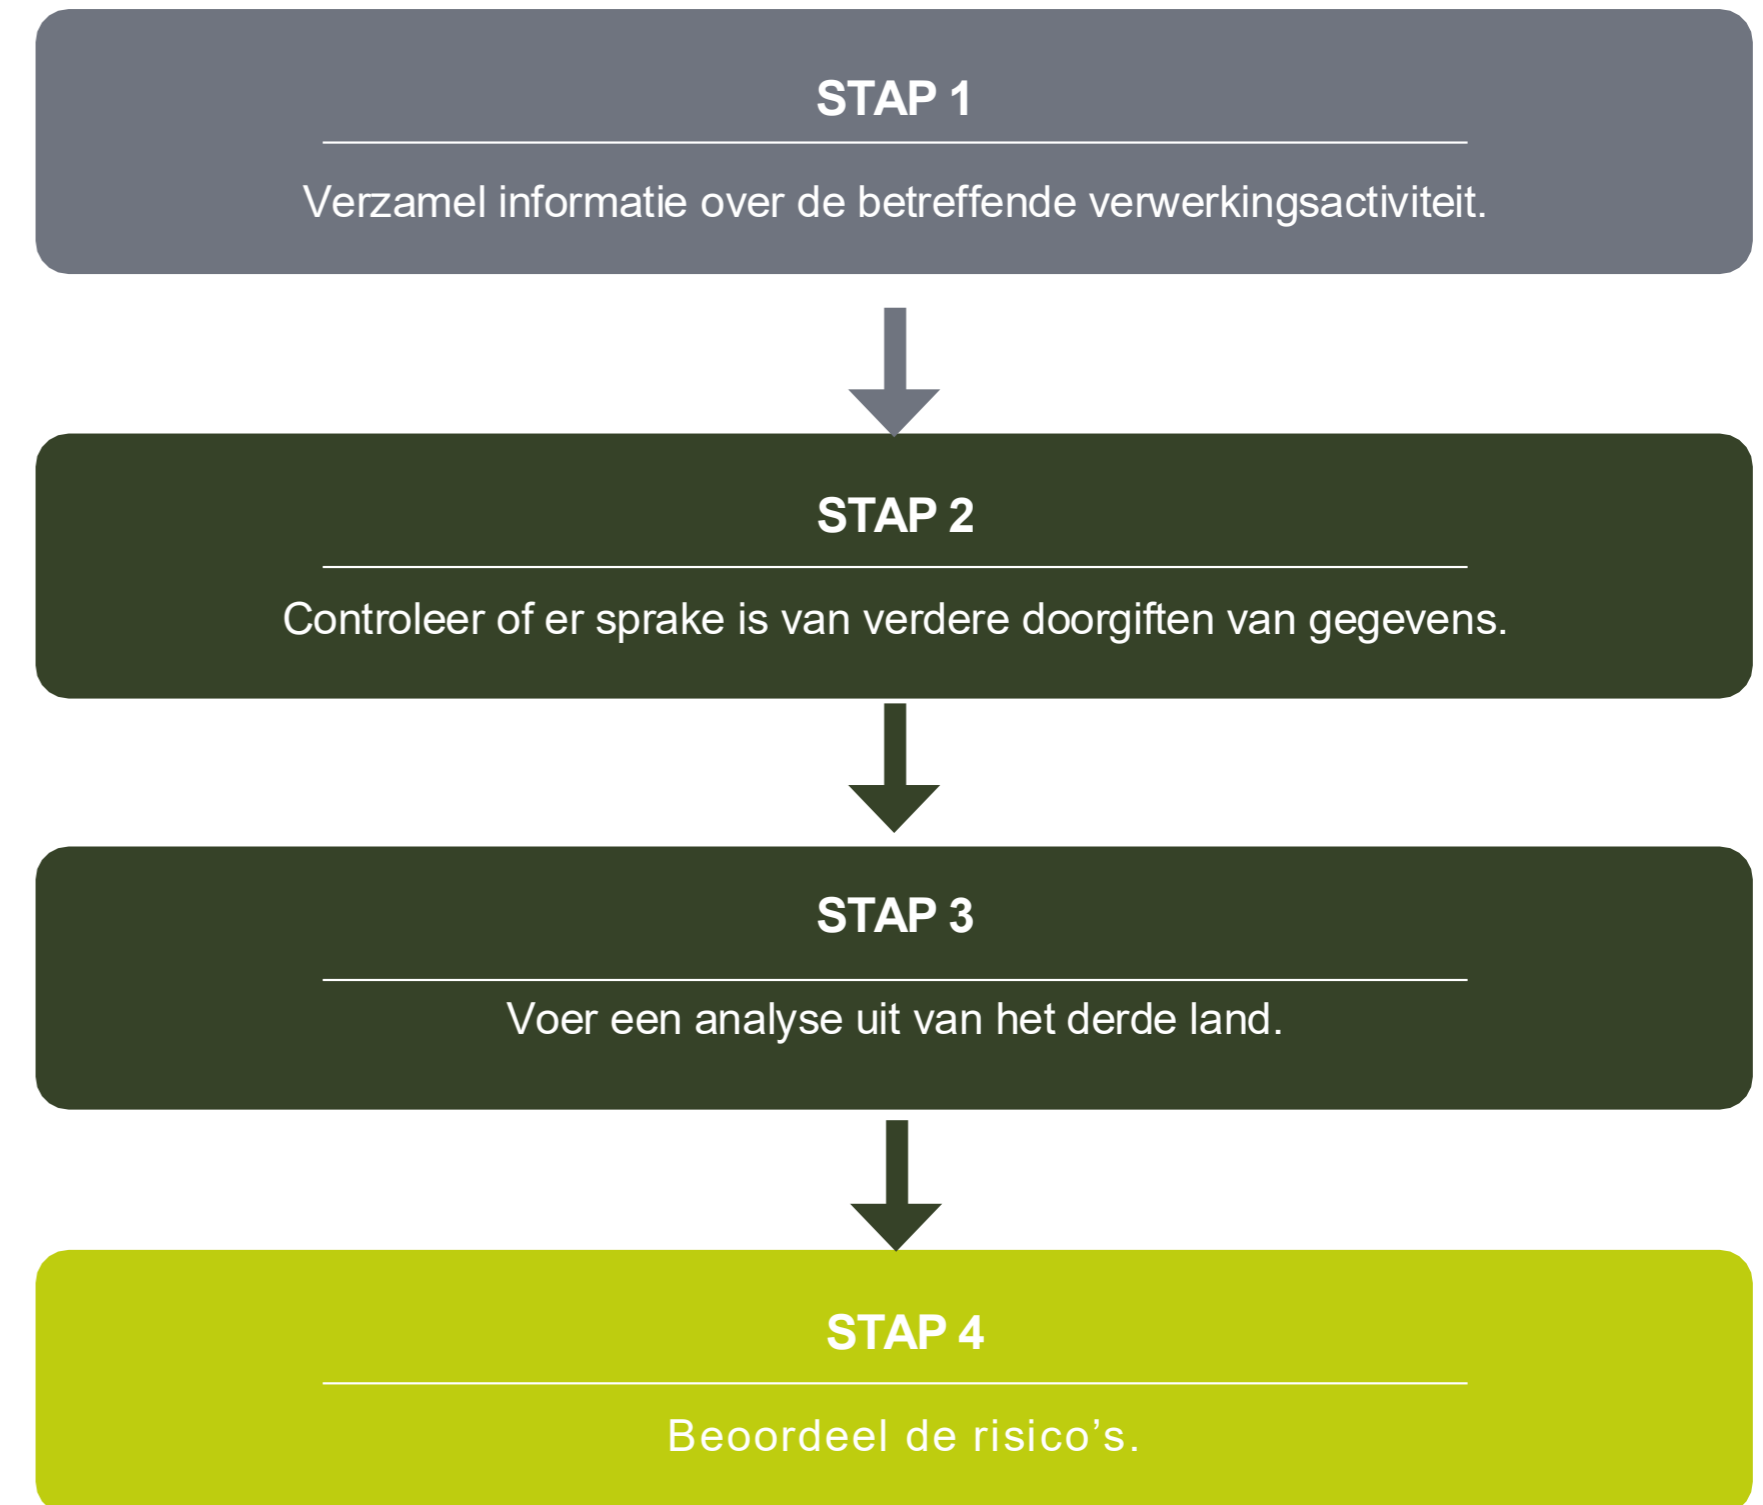 STAP 1
Verzamel informatie over de betreffende verwerkingsactiviteit.
STAP 2
Controleer of er sprake is van verdere doorgiften van gegevens.
STAP 3
Voer een analyse uit van het derde land.
STAP 4
Beoordeel de risico’s.